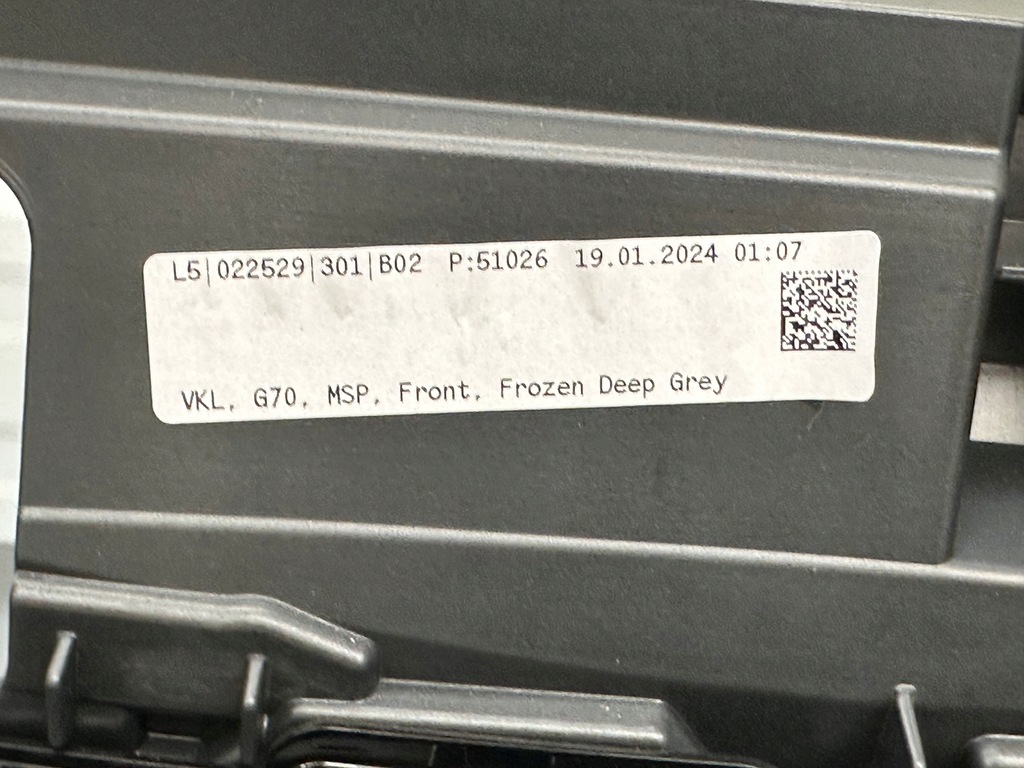 L5|022529|301|B02 P:51026 19.01.2024 01:07
VKL, G70, MSP, Front, Frozen Deep Grey